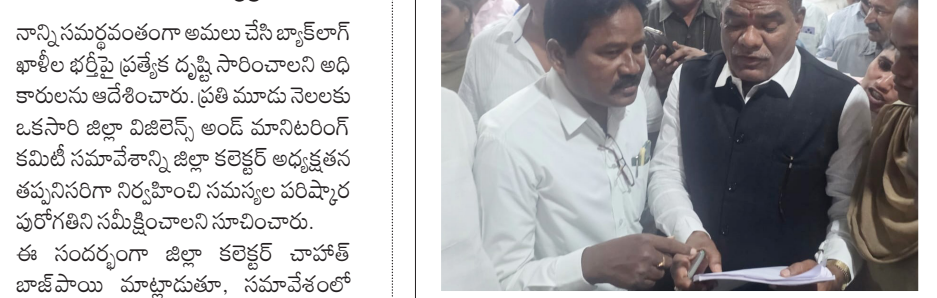 నాన్ని సమర్థవంతంగా అమలు చేసి బ్యాక్‌లాగ్
ఖాళీల భర్తీపై ప్రత్యేక దృష్టి సారించాలని అధి
కారులను ఆదేశించారు. ప్రతి మూడు నెలలకు
ఒకసారి జిల్లా విజిలెన్స్ అండ్ మానిటరింగ్
కమిటీ సమావేశాన్ని జిల్లా కలెక్టర్ అధ్యక్షతన
తప్పనిసరిగా నిర్వహించి సమస్యల పరిష్కార
పురోగతిని సమీక్షించాలని సూచించారు.
ఈ సందర్భంగా జిల్లా కలెక్టర్ చాహాత్
బాజ్‌పాయి మాట్లాడుతూ, సమావేశంలో